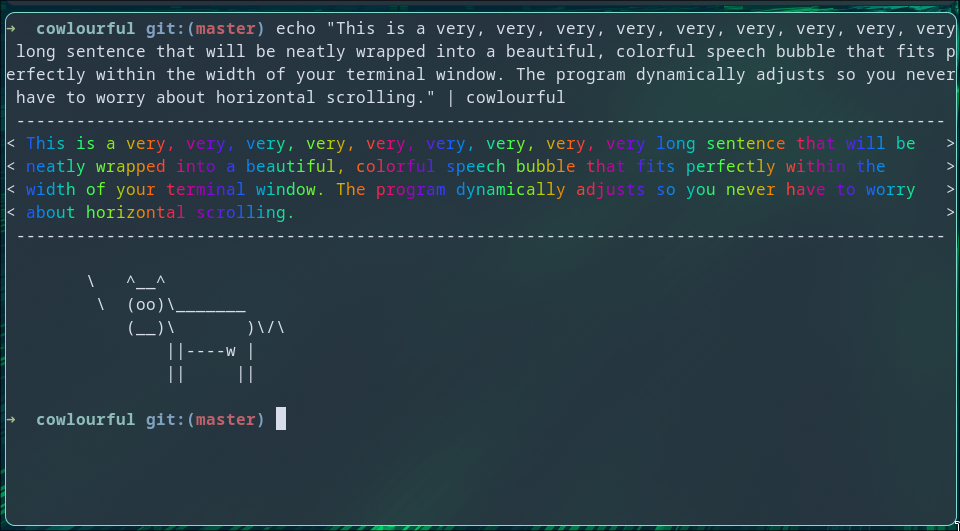 →  cowlourful git:(master) echo "This is a very, very, very, very, very, very, very, very, very
 long sentence that will be neatly wrapped into a beautiful, colorful speech bubble that fits p
erfectly within the width of your terminal window. The program dynamically adjusts so you never
 have to worry about horizontal scrolling." | cowlourful
 ---------------------------------------------------------------------------------------------
< This is a very, very, very, very, very, very, very, very, very long sentence that will be   >
< neatly wrapped into a beautiful, colorful speech bubble that fits perfectly within the      >
< width of your terminal window. The program dynamically adjusts so you never have to worry   >
< about horizontal scrolling.                                                                 >
 ---------------------------------------------------------------------------------------------
        \   ^__^
         \  (oo)\_______
            (__)\       )\/\
                ||----w |
                ||     ||
→  cowlourful git:(master)